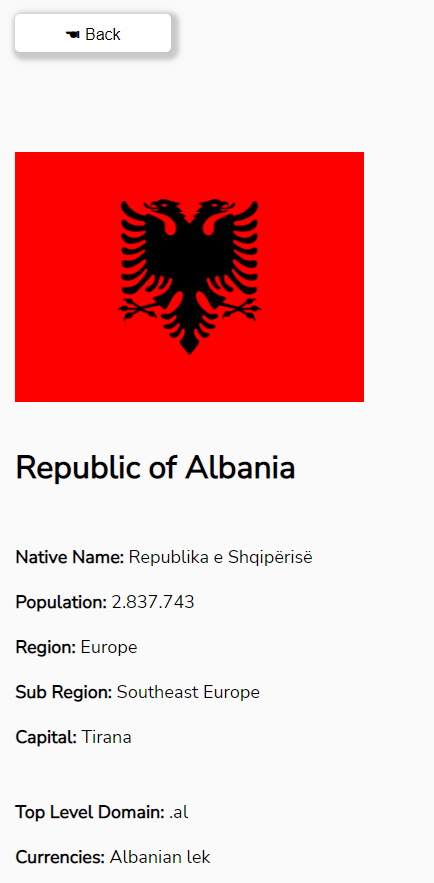 ☚ Back
Republic of Albania
Native Name: Republika e Shqipërisë
Population: 2.837.743
Region: Europe
Sub Region: Southeast Europe
Capital: Tirana
Top Level Domain: .al
Currencies: Albanian lek